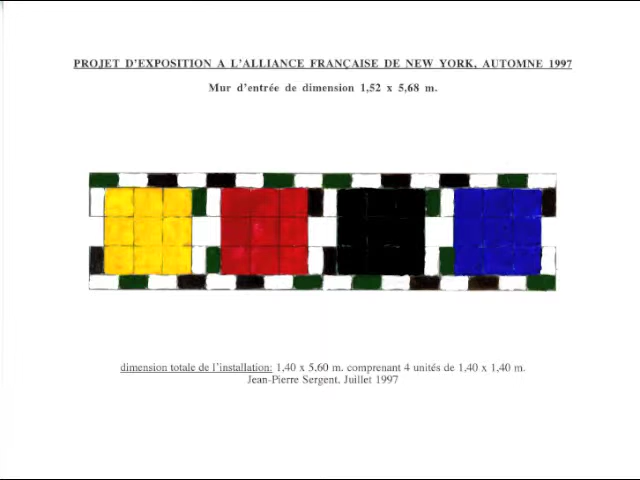 PROJET D'EXPOSITION A L'ALLIANCE FRANÇAISE DE NEW YORK, AUTOMNE 1997
Mur d'entrée de dimension 1,52 x 5,68 m.
dimension totale de l'installation: 1,40 x 5,60 m. comprenant 4 unités de 1,40 x 1,40 m.
Jean-Pierre Sergent, Juillet 1997